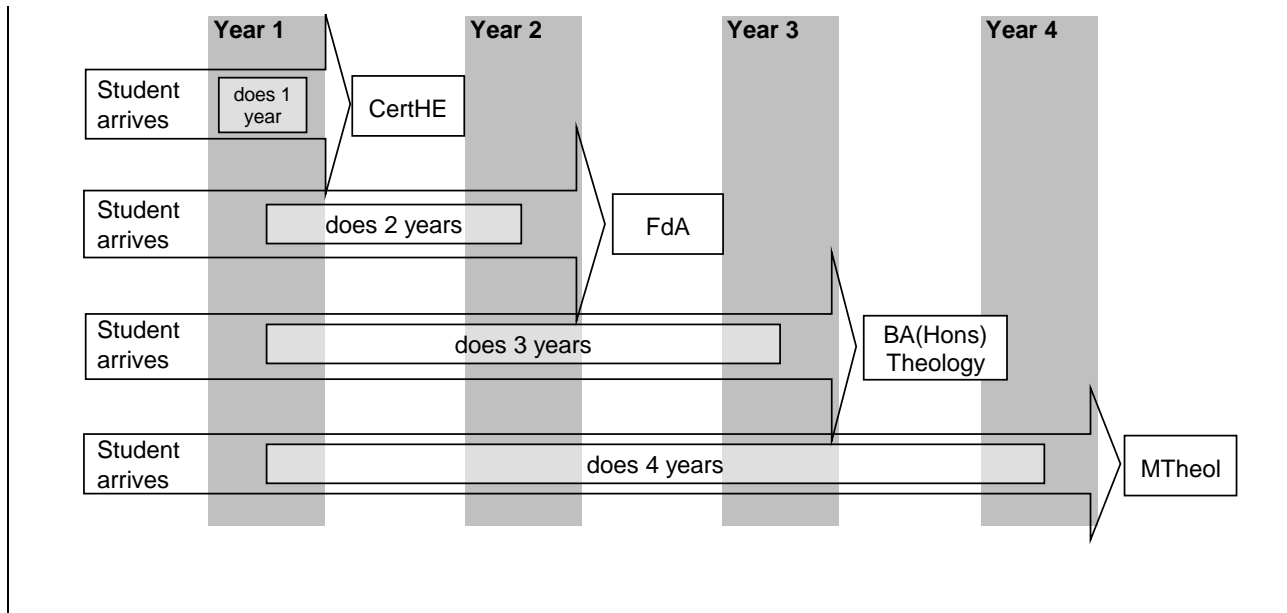 Year 1 Year 2 Year 3 Year 4
Student
arrives
does 1
year
CertHE
Student
arrives
does 2 years
FdA
Student
arrives
does 3 years
BA(Hons)
Theology
Student
arrives
does 4 years
MTheol